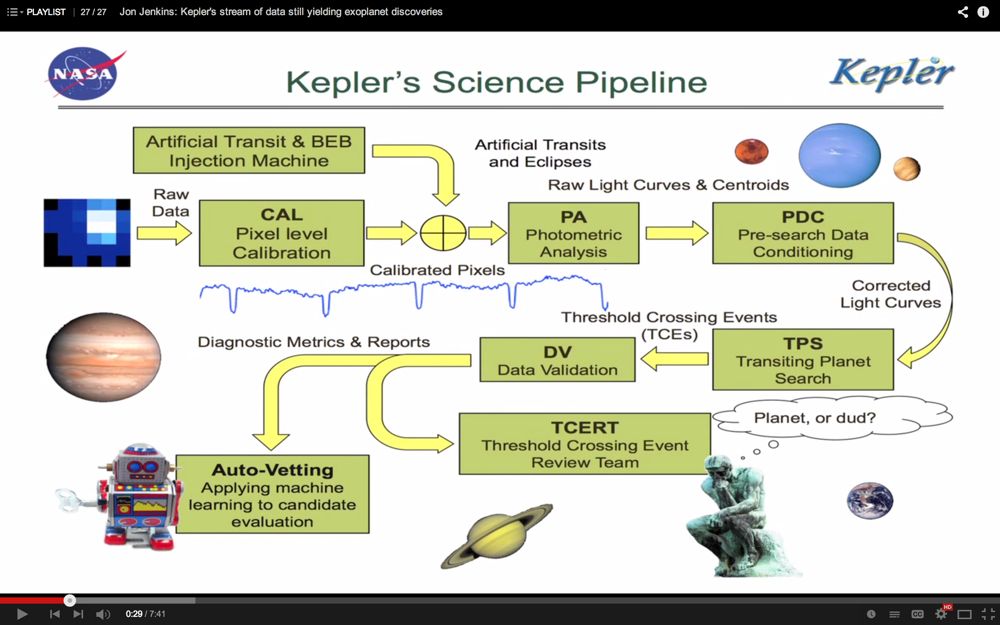 PLAYLIST 27 / 27 Jon Jenkins: Kepler's stream of data still yielding exoplanet discoveries
NASA
Kepler's Science Pipeline
Kepler
Artificial Transit & BEB
Injection Machine
Artificial Transits
and Eclipses
Raw Light Curves & Centroids
Raw
Data
CAL
Pixel level
Calibration
PA
Photometric
Analysis
PDC
Pre-search Data
Conditioning
Calibrated Pixels
Corrected
Light Curves
Threshold Crossing Events
(TCEs)
Diagnostic Metrics & Reports
DV
Data Validation
TPS
Transiting Planet
Search
TCERT
Threshold Crossing Event
Review Team
Planet, or dud?
Auto-Vetting
Applying machine
learning to candidate
evaluation
0:29 / 7:41
CC
HD